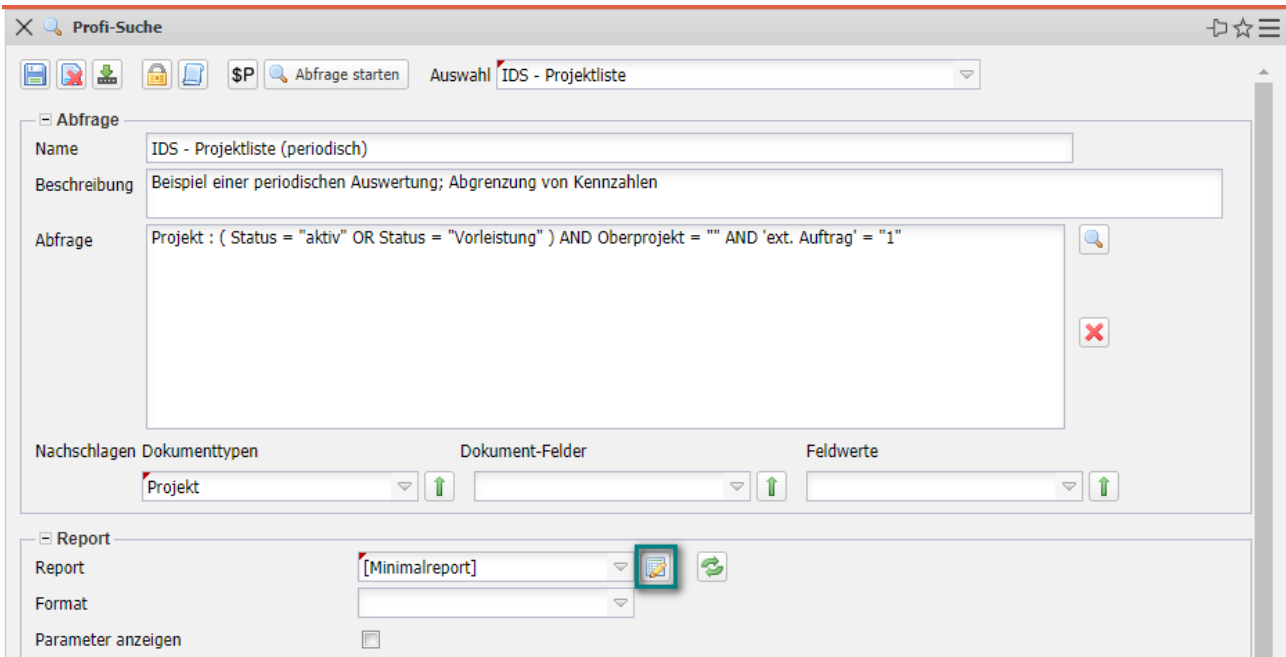 Profi-Suche
$P Abfrage starten Auswahl IDS - Projektliste
Abfrage
Name IDS - Projektliste (periodisch)
Beschreibung Beispiel einer periodischen Auswertung; Abgrenzung von Kennzahlen
Abfrage Projekt : ( Status = "aktiv" OR Status = "Vorleistung" ) AND Oberprojekt = "" AND 'ext. Auftrag' = "1"
Nachschlagen Dokumenttypen Dokument-Felder Feldwerte
Projekt
Report
Report [Minimalreport]
Format
Parameter anzeigen